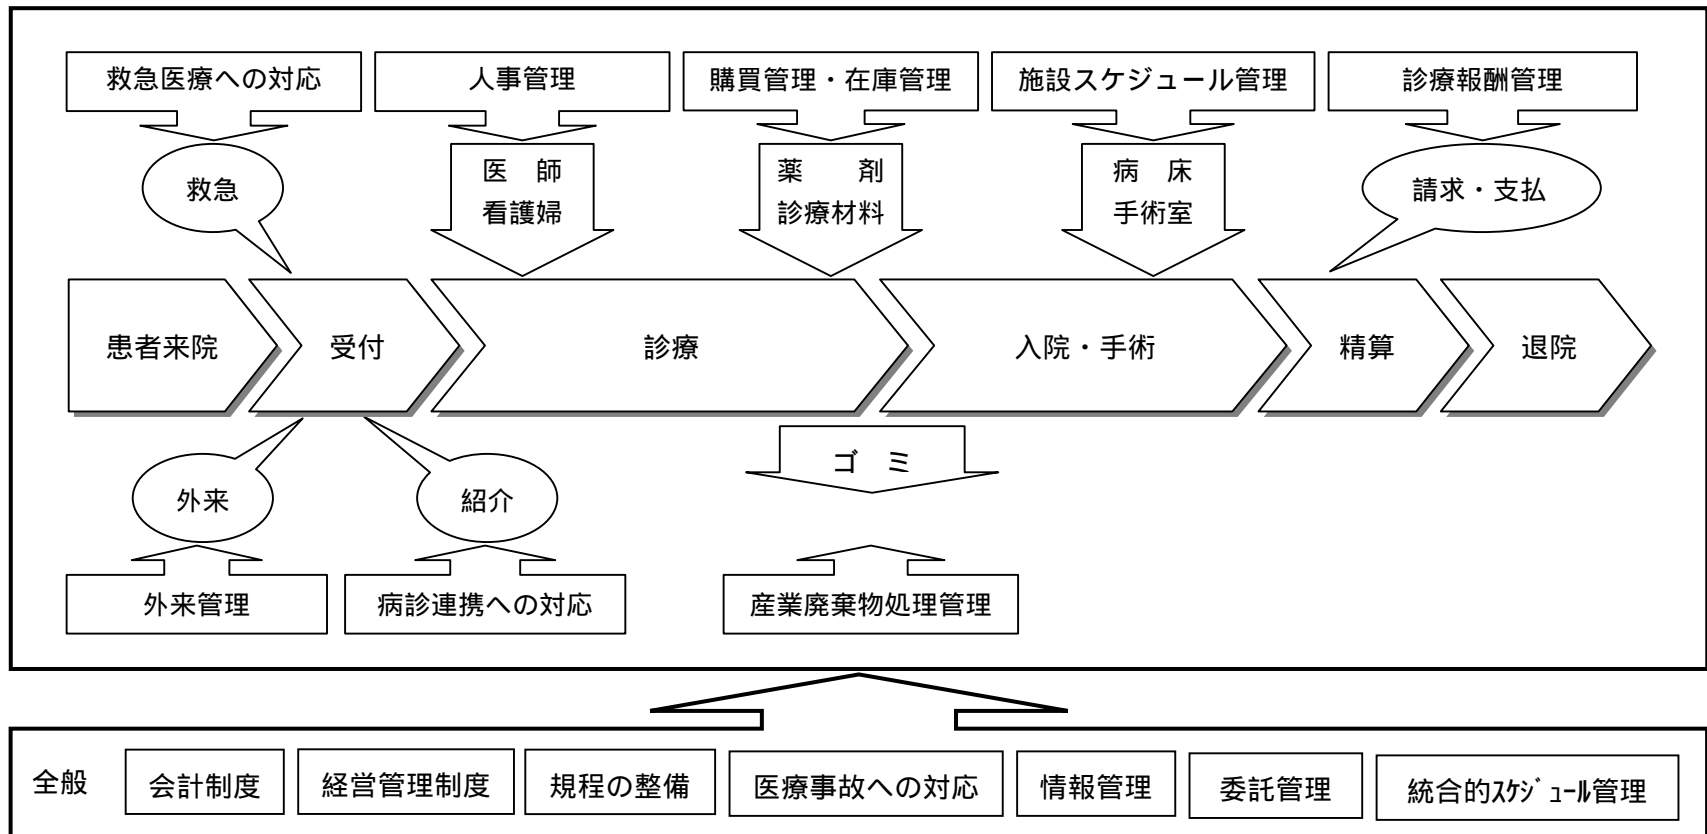 救急医療への対応
人事管理
購買管理・在庫管理
施設スケジュール管理
診療報酬管理
救急
医　師
看護婦
薬　　剤
診療材料
病　床
手術室
請求・支払
患者来院
受付
診療
入院・手術
精算
退院
ゴ ミ
外来
紹介
外来管理
病診連携への対応
産業廃棄物処理管理
全般
会計制度
経営管理制度
規程の整備
医療事故への対応
情報管理
委託管理
統合的ｽｹｼﾞｭｰﾙ管理